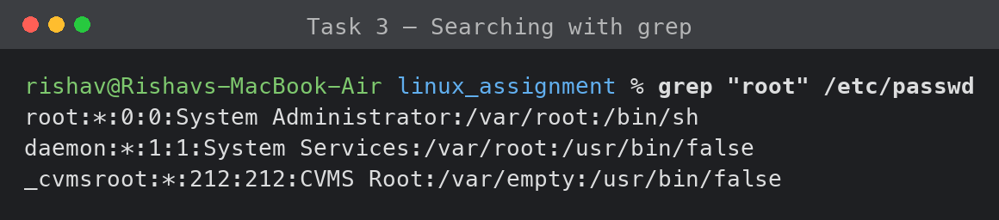 Task 3 — Searching with grep
rishav@Rishavs-MacBook-Air linux_assignment % grep "root" /etc/passwd
root:*:0:0:System Administrator:/var/root:/bin/sh
daemon:*:1:1:System Services:/var/root:/usr/bin/false
_cvmsroot:*:212:212:CVMS Root:/var/empty:/usr/bin/false